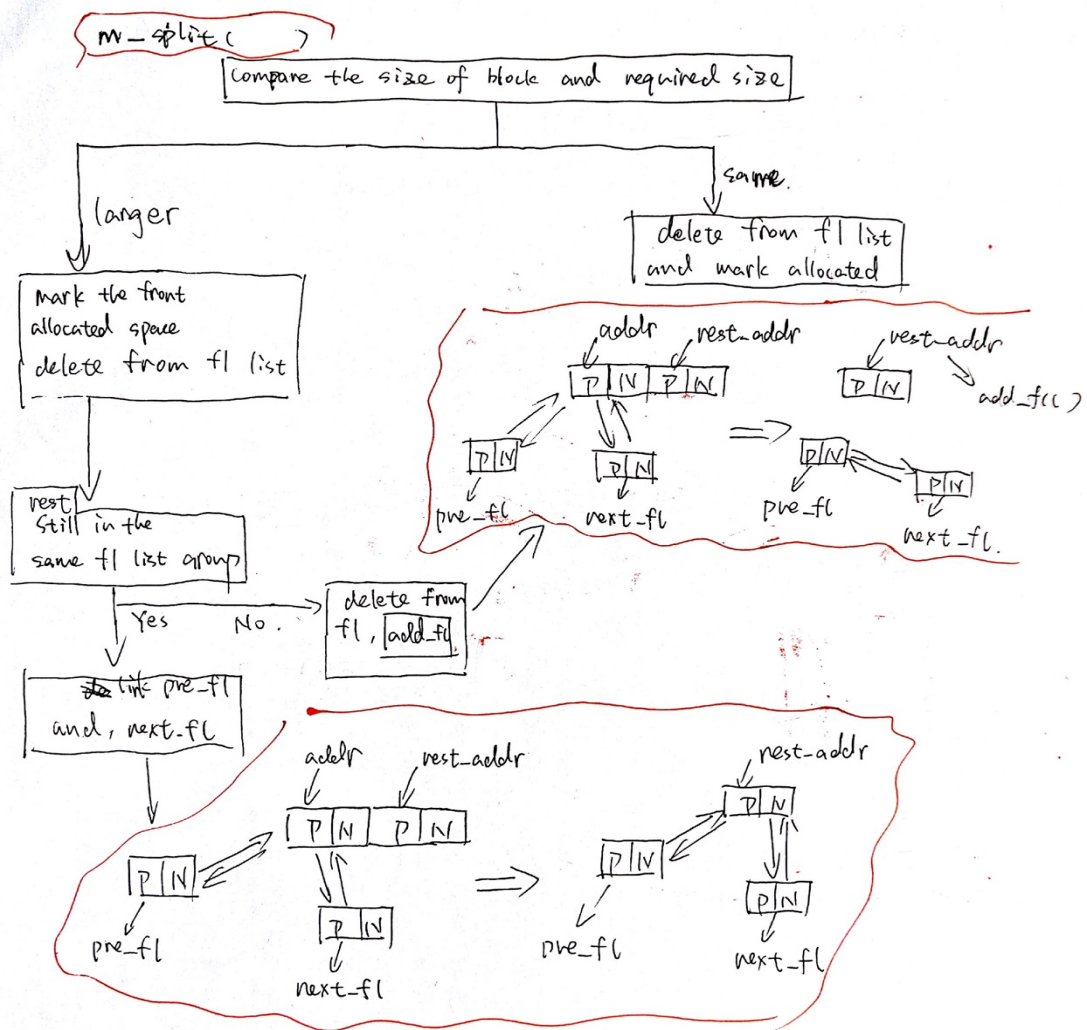 m_split( )
compare the size of block and required size
larger
same.
delete from fl list
and mark allocated
mark the front
allocated space
delete from fl list
addr
rest_addr
P N P N
P N
pre_fl
P N
next_fl
rest_addr
P N
add_fl( )
P N
pre_fl
P N
next_fl.
rest
still in the
same fl list group
Yes
No.
delete from
fl, add_fl
link pre_fl
and, next_fl
addr
rest_addr
P N P N
P N
pre_fl
P N
next_fl
rest_addr
P N
P N
pre_fl
P N
next_fl